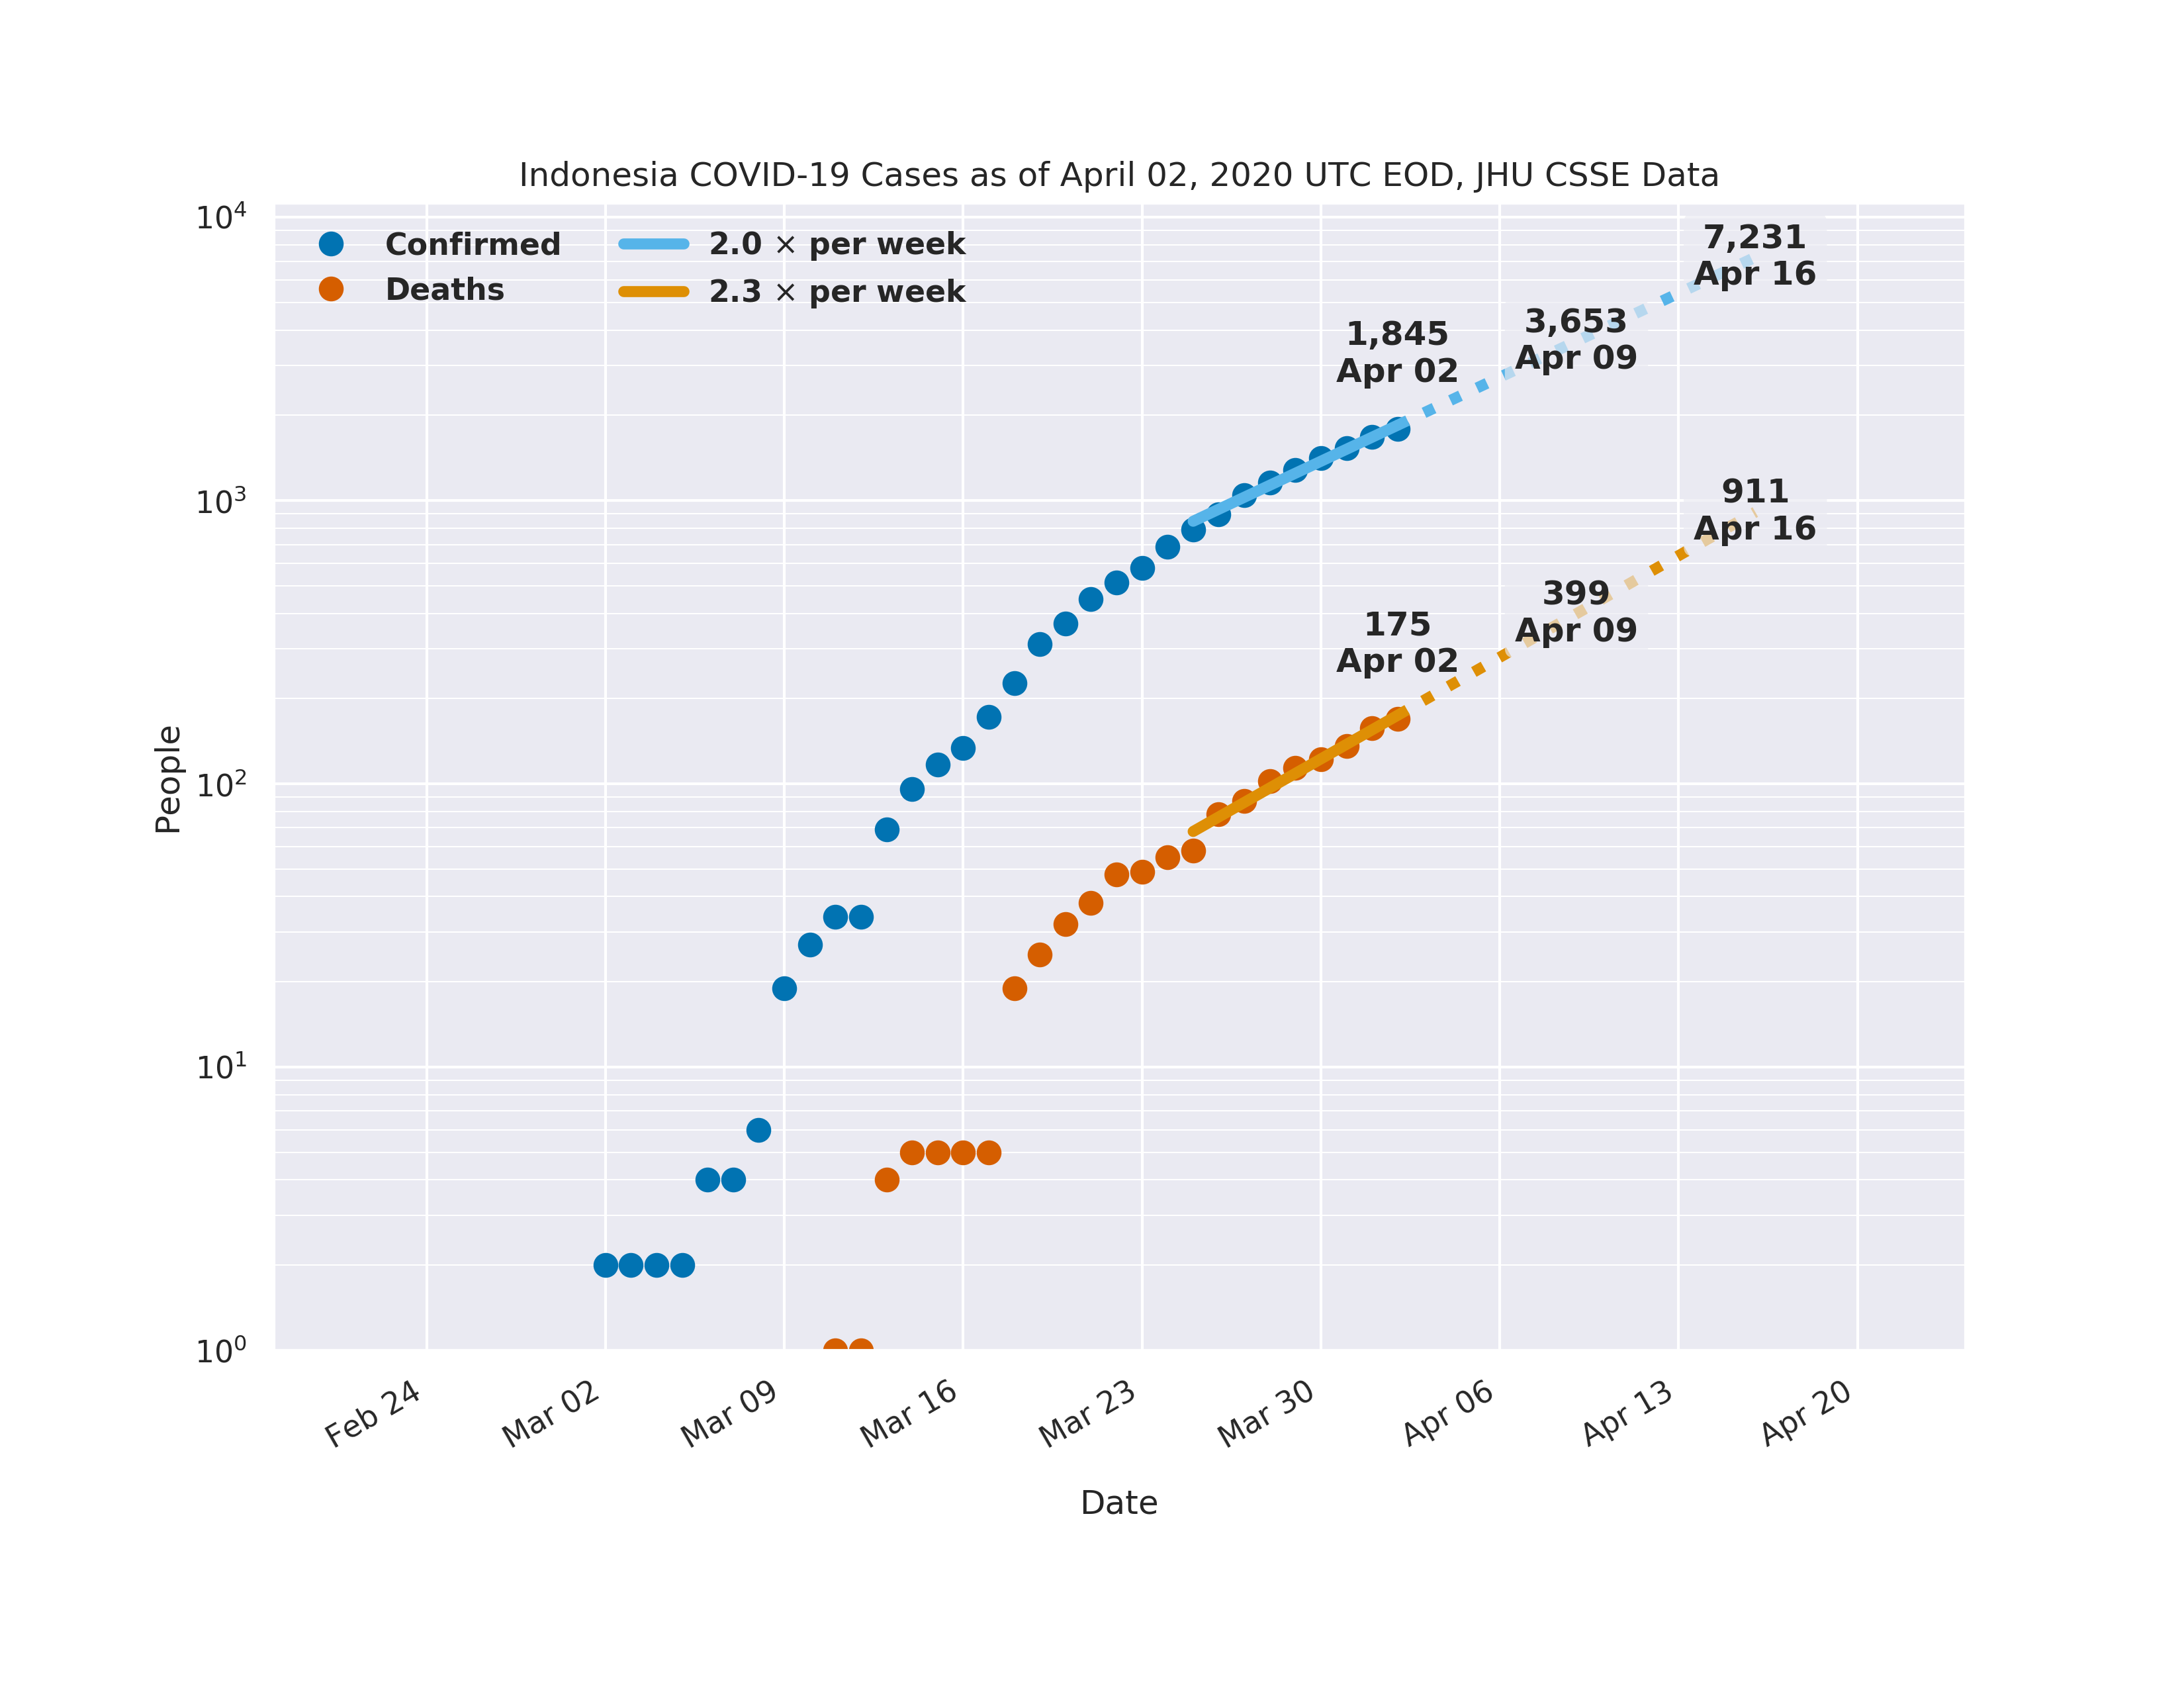 Indonesia COVID-19 Cases as of April 02, 2020 UTC EOD, JHU CSSE Data
Confirmed
Deaths
2.0 × per week
2.3 × per week
7,231
Apr 16
3,653
Apr 09
1,845
Apr 02
911
Apr 16
399
Apr 09
175
Apr 02
People
10⁴
10³
10²
10¹
10⁰
Feb 24
Mar 02
Mar 09
Mar 16
Mar 23
Mar 30
Apr 06
Apr 13
Apr 20
Date